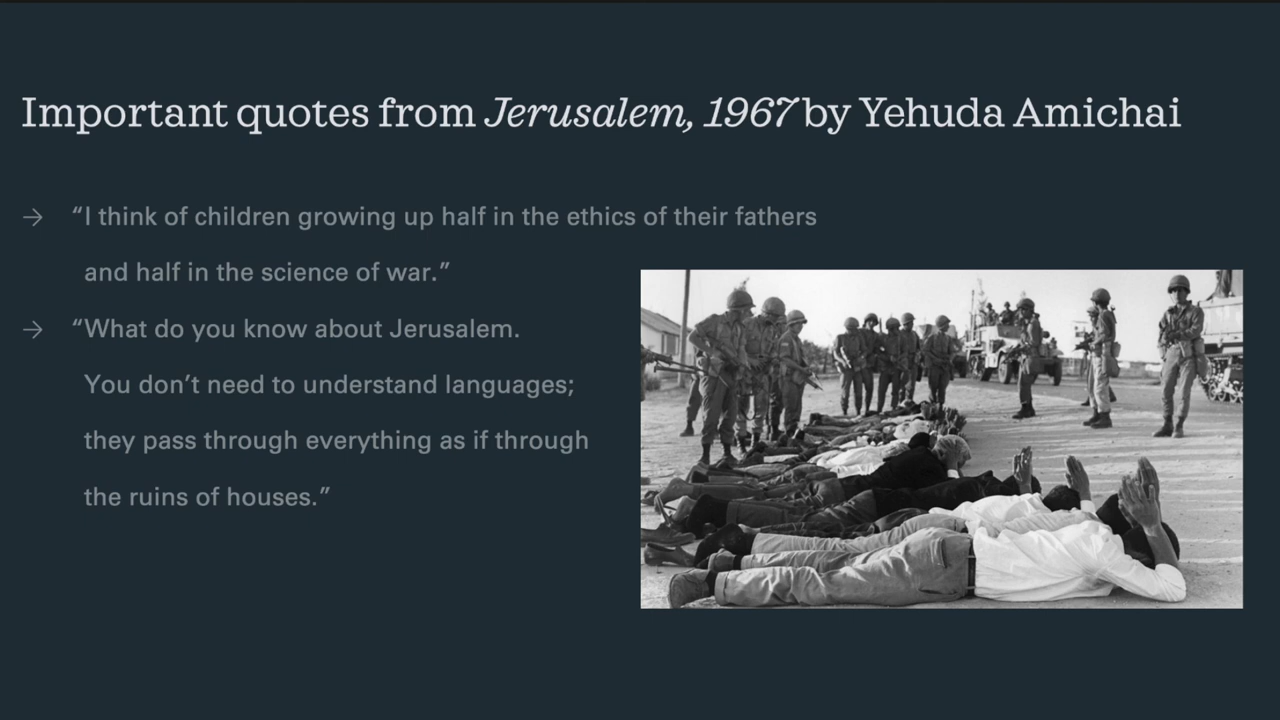 Important quotes from Jerusalem, 1967 by Yehuda Amichai
→ “I think of children growing up half in the ethics of their fathers
and half in the science of war.”
→ “What do you know about Jerusalem.
You don’t need to understand languages;
they pass through everything as if through
the ruins of houses.”